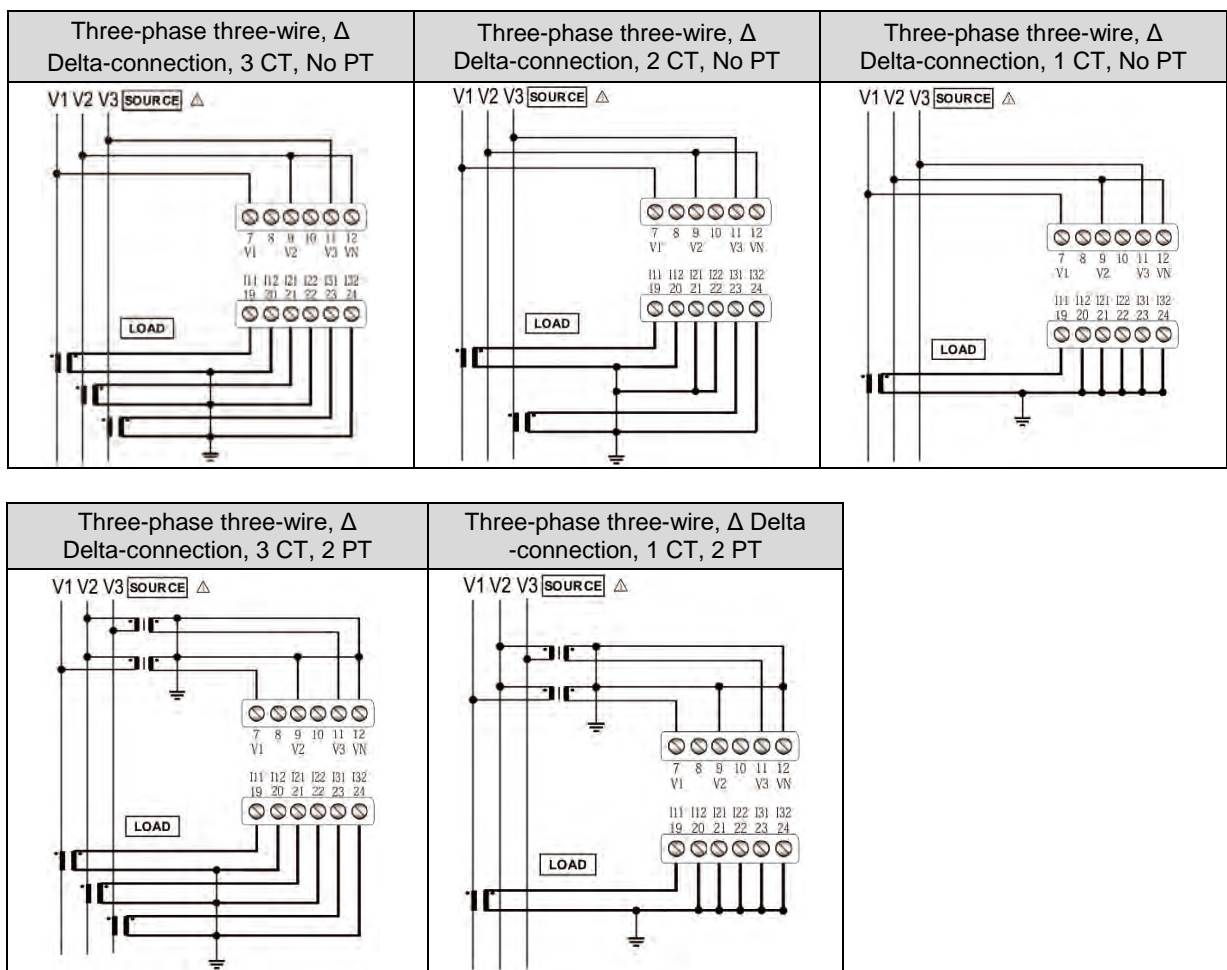 Three-phase three-wire, Δ
Delta-connection, 3 CT, No PT
Three-phase three-wire, Δ
Delta-connection, 2 CT, No PT
Three-phase three-wire, Δ
Delta-connection, 1 CT, No PT
V1 V2 V3 SOURCE ⚠
7 8 9 10 11 12
V1 V2 V3 VN
I11 I12 I21 I22 I31 I32
19 20 21 22 23 24
LOAD
V1 V2 V3 SOURCE ⚠
7 8 9 10 11 12
V1 V2 V3 VN
I11 I12 I21 I22 I31 I32
19 20 21 22 23 24
LOAD
V1 V2 V3 SOURCE ⚠
7 8 9 10 11 12
V1 V2 V3 VN
I11 I12 I21 I22 I31 I32
19 20 21 22 23 24
LOAD
Three-phase three-wire, Δ
Delta-connection, 3 CT, 2 PT
Three-phase three-wire, Δ Delta
-connection, 1 CT, 2 PT
V1 V2 V3 SOURCE ⚠
7 8 9 10 11 12
V1 V2 V3 VN
I11 I12 I21 I22 I31 I32
19 20 21 22 23 24
LOAD
V1 V2 V3 SOURCE ⚠
7 8 9 10 11 12
V1 V2 V3 VN
I11 I12 I21 I22 I31 I32
19 20 21 22 23 24
LOAD